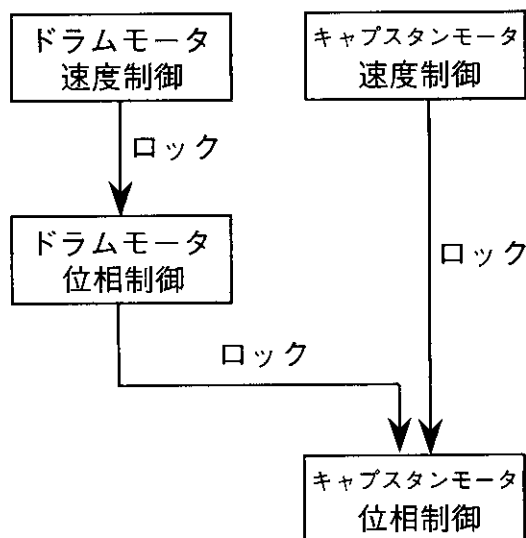 ドラムモータ
速度制御
キャプスタンモータ
速度制御
ロック
ドラムモータ
位相制御
ロック
ロック
キャプスタンモータ
位相制御